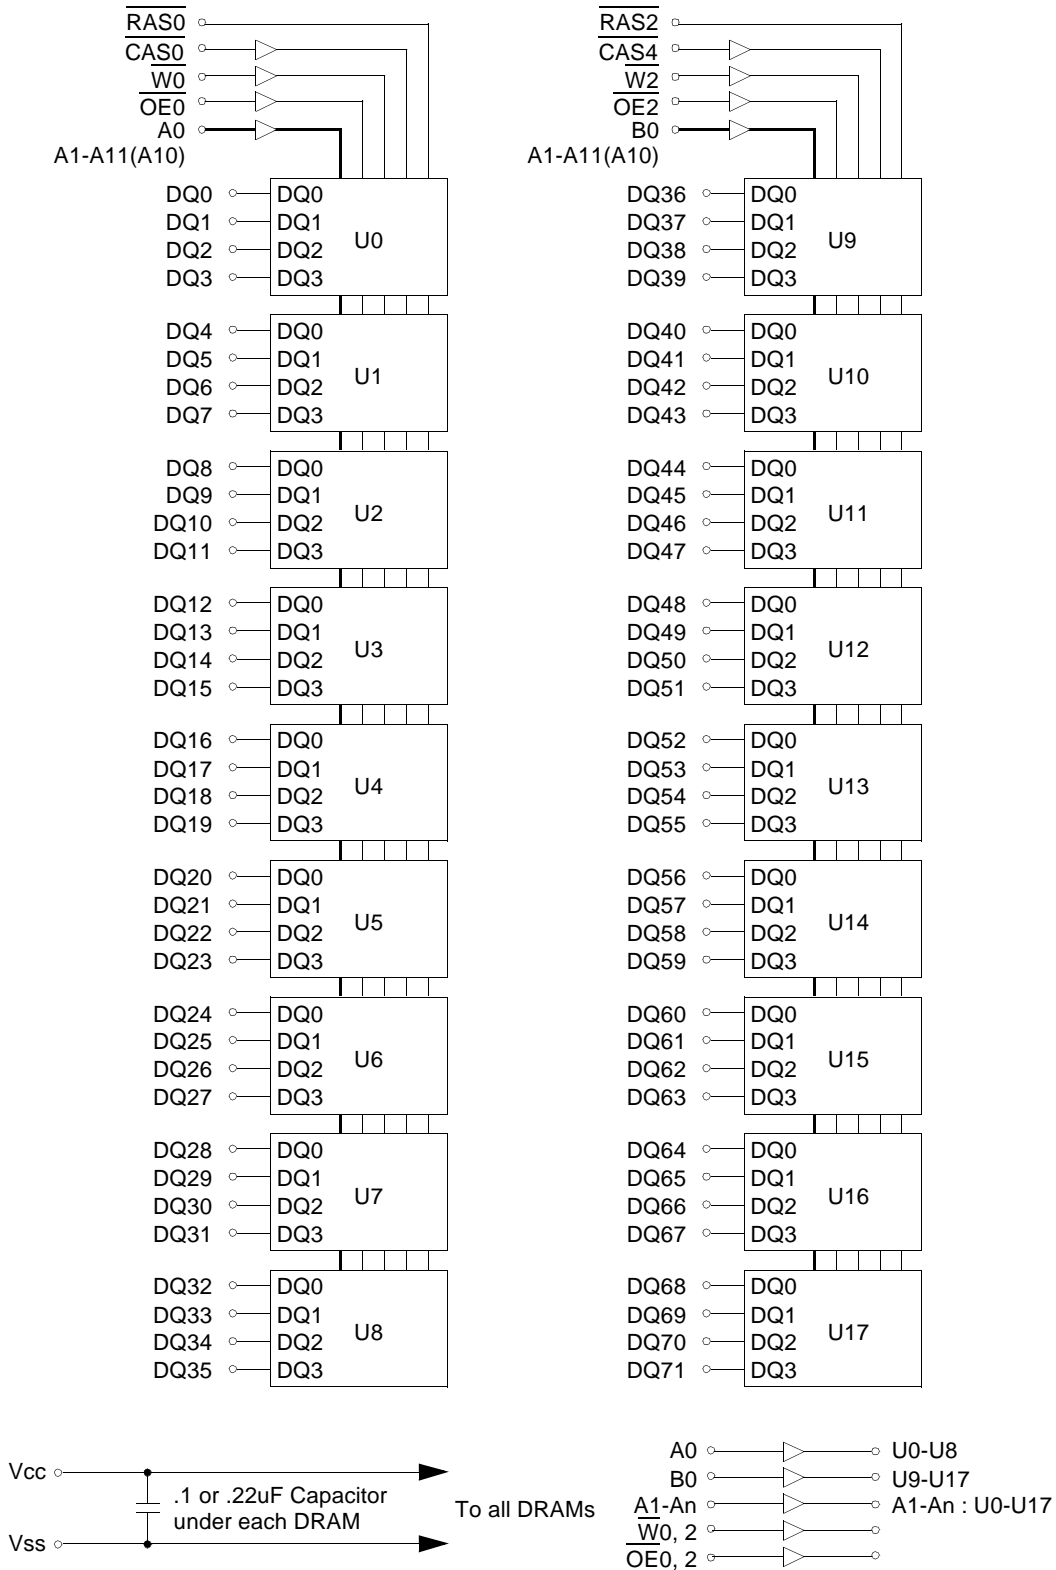 RAS0
CAS0
W0
OE0
A0
A1-A11(A10)
DQ0 DQ0
DQ1 DQ1
DQ2 DQ2
DQ3 DQ3
U0
DQ4 DQ0
DQ5 DQ1
DQ6 DQ2
DQ7 DQ3
U1
DQ8 DQ0
DQ9 DQ1
DQ10 DQ2
DQ11 DQ3
U2
DQ12 DQ0
DQ13 DQ1
DQ14 DQ2
DQ15 DQ3
U3
DQ16 DQ0
DQ17 DQ1
DQ18 DQ2
DQ19 DQ3
U4
DQ20 DQ0
DQ21 DQ1
DQ22 DQ2
DQ23 DQ3
U5
DQ24 DQ0
DQ25 DQ1
DQ26 DQ2
DQ27 DQ3
U6
DQ28 DQ0
DQ29 DQ1
DQ30 DQ2
DQ31 DQ3
U7
DQ32 DQ0
DQ33 DQ1
DQ34 DQ2
DQ35 DQ3
U8
RAS2
CAS4
W2
OE2
B0
A1-A11(A10)
DQ36 DQ0
DQ37 DQ1
DQ38 DQ2
DQ39 DQ3
U9
DQ40 DQ0
DQ41 DQ1
DQ42 DQ2
DQ43 DQ3
U10
DQ44 DQ0
DQ45 DQ1
DQ46 DQ2
DQ47 DQ3
U11
DQ48 DQ0
DQ49 DQ1
DQ50 DQ2
DQ51 DQ3
U12
DQ52 DQ0
DQ53 DQ1
DQ54 DQ2
DQ55 DQ3
U13
DQ56 DQ0
DQ57 DQ1
DQ58 DQ2
DQ59 DQ3
U14
DQ60 DQ0
DQ61 DQ1
DQ62 DQ2
DQ63 DQ3
U15
DQ64 DQ0
DQ65 DQ1
DQ66 DQ2
DQ67 DQ3
U16
DQ68 DQ0
DQ69 DQ1
DQ70 DQ2
DQ71 DQ3
U17
Vcc
.1 or .22uF Capacitor
under each DRAM
Vss
To all DRAMs
A0 U0-U8
B0 U9-U17
A1-An A1-An : U0-U17
W0, 2
OE0, 2